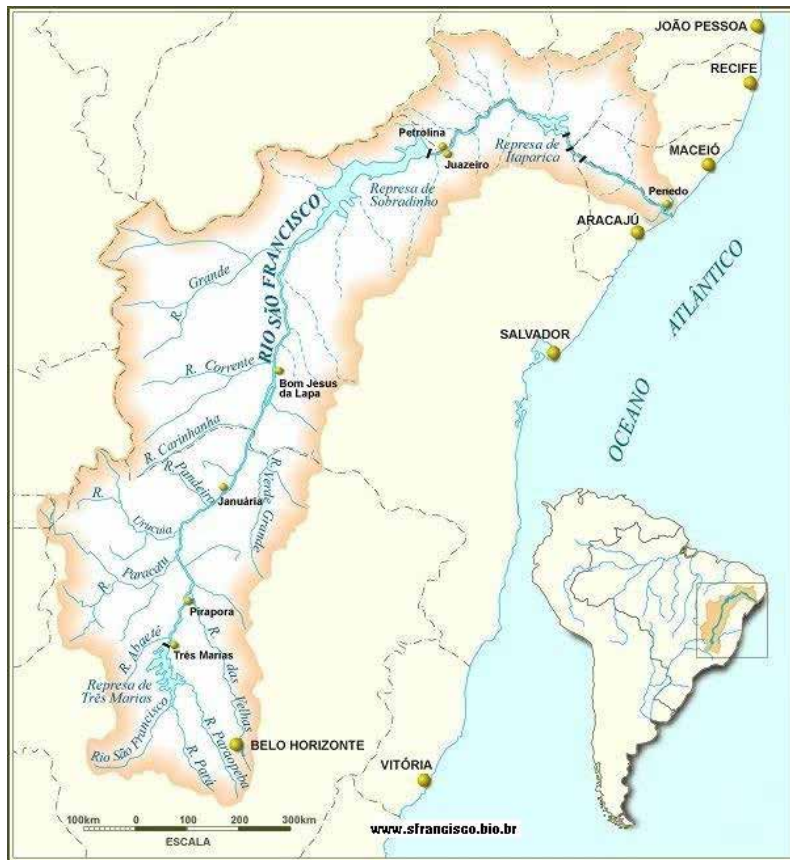 JOÃO PESSOA
RECIFE
Petrolina
Juazeiro
Represa de
Itaparica
MACEIÓ
Represa de
Sobradinho
Penedo
ARACAJÚ
RIO SÃO FRANCISCO
R. Grande
ATLÂNTICO
OCEANO
SALVADOR
R. Corrente
Bom Jesus
da Lapa
R. Carinhanha
R. Pandeiro
R. Verde Grande
Januária
R. Urucuia
R. Paracatu
Pirapora
R. Abaeté
Três Marias
R. das Velhas
Represa de
Três Marias
Rio São Francisco
R. Pará
R. Paraopeba
BELO HORIZONTE
VITÓRIA
100km 0 100 200 300km
ESCALA
www.sfrancisco.bio.br